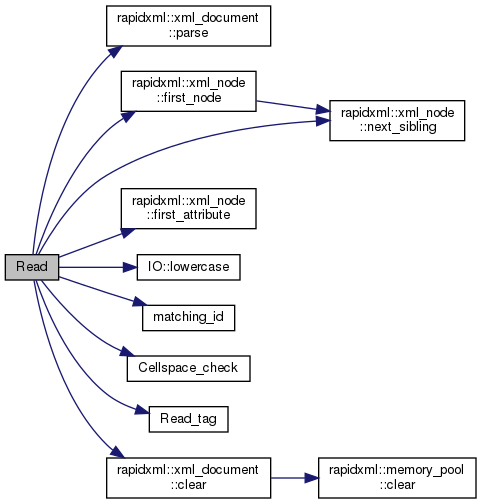 rapidxml::xml_document
::parse
rapidxml::xml_node
::first_node
rapidxml::xml_node
::next_sibling
rapidxml::xml_node
::first_attribute
Read
IO::lowercase
matching_id
Cellspace_check
Read_tag
rapidxml::xml_document
::clear
rapidxml::memory_pool
::clear